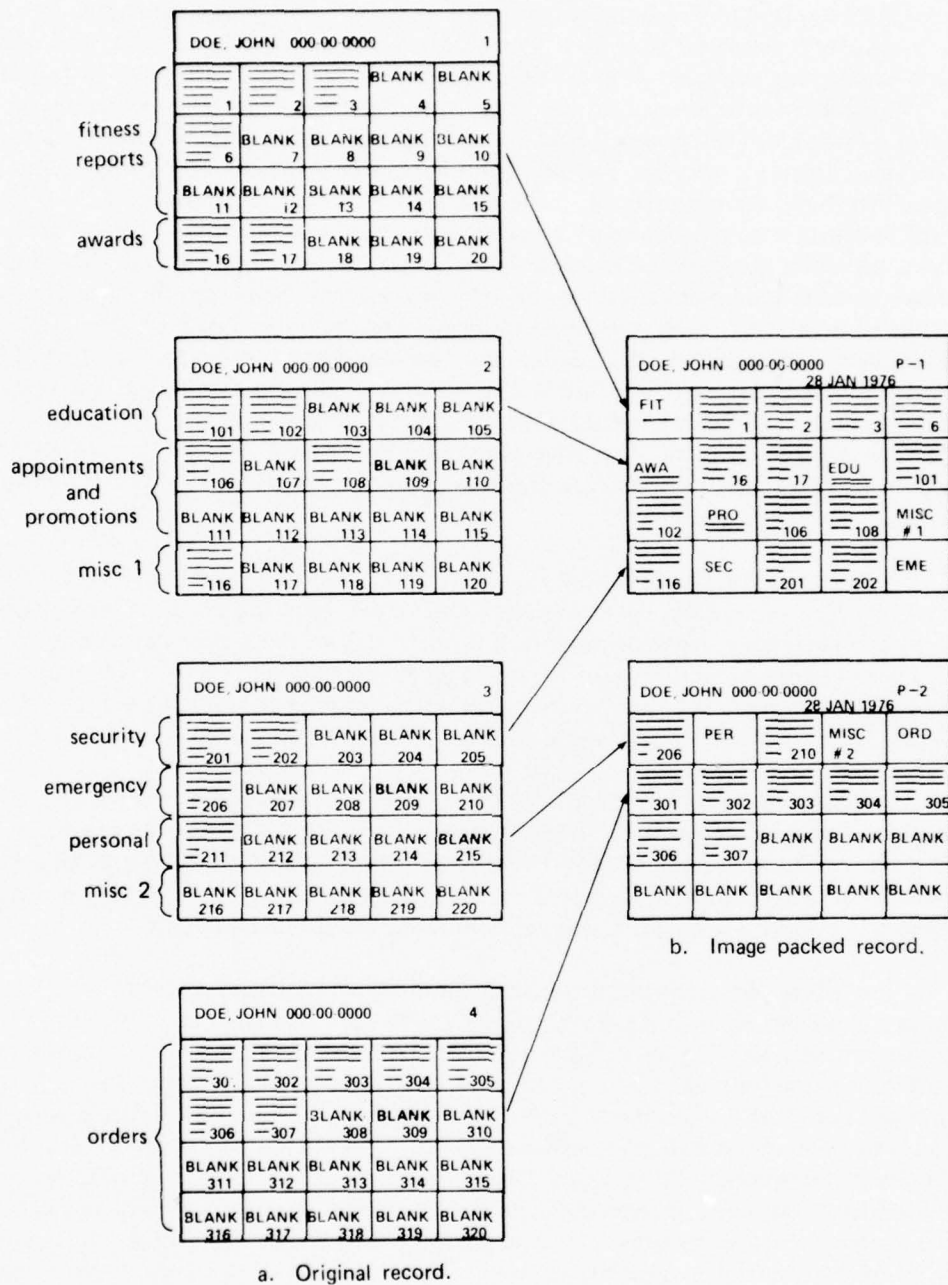 DOE, JOHN 000-00-0000 1
BLANK BLANK
1 2 3 4 5
fitness reports
BLANK BLANK BLANK BLANK
6 7 8 9 10
BLANK BLANK BLANK BLANK BLANK
11 12 13 14 15
awards
BLANK BLANK BLANK
16 17 18 19 20
DOE, JOHN 000-00-0000 2
education
BLANK BLANK BLANK
101 102 103 104 105
appointments and promotions
BLANK BLANK BLANK
106 107 108 109 110
BLANK BLANK BLANK BLANK BLANK
111 112 113 114 115
misc 1
BLANK BLANK BLANK BLANK
116 117 118 119 120
DOE, JOHN 000-00-0000 3
security
BLANK BLANK BLANK
201 202 203 204 205
emergency
BLANK BLANK BLANK BLANK
206 207 208 209 210
personal
BLANK BLANK BLANK BLANK
211 212 213 214 215
misc 2
BLANK BLANK BLANK BLANK BLANK
216 217 218 219 220
DOE, JOHN 000-00-0000 4
302 303 304 305
orders
BLANK BLANK BLANK
306 307 308 309 310
BLANK BLANK BLANK BLANK BLANK
311 312 313 314 315
BLANK BLANK BLANK BLANK BLANK
316 317 318 319 320
a. Original record.
DOE, JOHN 000-00-0000 P-1
28 JAN 1976
FIT 1 2 3 6
AWA 16 17 EDU 101
102 PRO 106 108 MISC # 1
116 SEC 201 202 EME
DOE, JOHN 000-00-0000 P-2
28 JAN 1976
206 PER 210 MISC # 2 ORD
301 302 303 304 305
306 307 BLANK BLANK BLANK
BLANK BLANK BLANK BLANK BLANK
b. Image packed record.